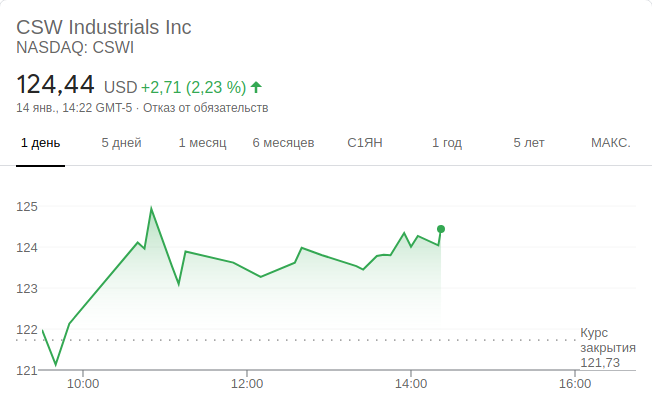 CSW Industrials Inc
NASDAQ: CSWI
124,44 USD +2,71 (2,23 %)
14 янв., 14:22 GMT-5 · Отказ от обязательств
1 день 5 дней 1 месяц 6 месяцев С1ЯН 1 год 5 лет МАКС.
125
124
123
122
121
Курс
закрытия
121,73
10:00 12:00 14:00 16:00